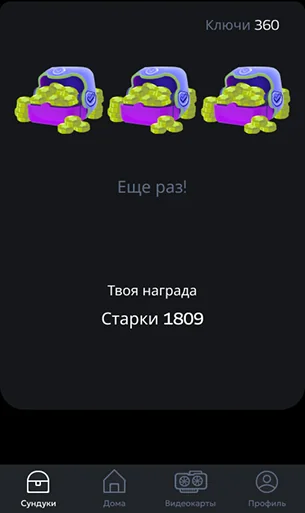 Ключи 360
Еще раз!
Твоя награда
Старки 1809
Сундуки Дома Видеокарты Профиль